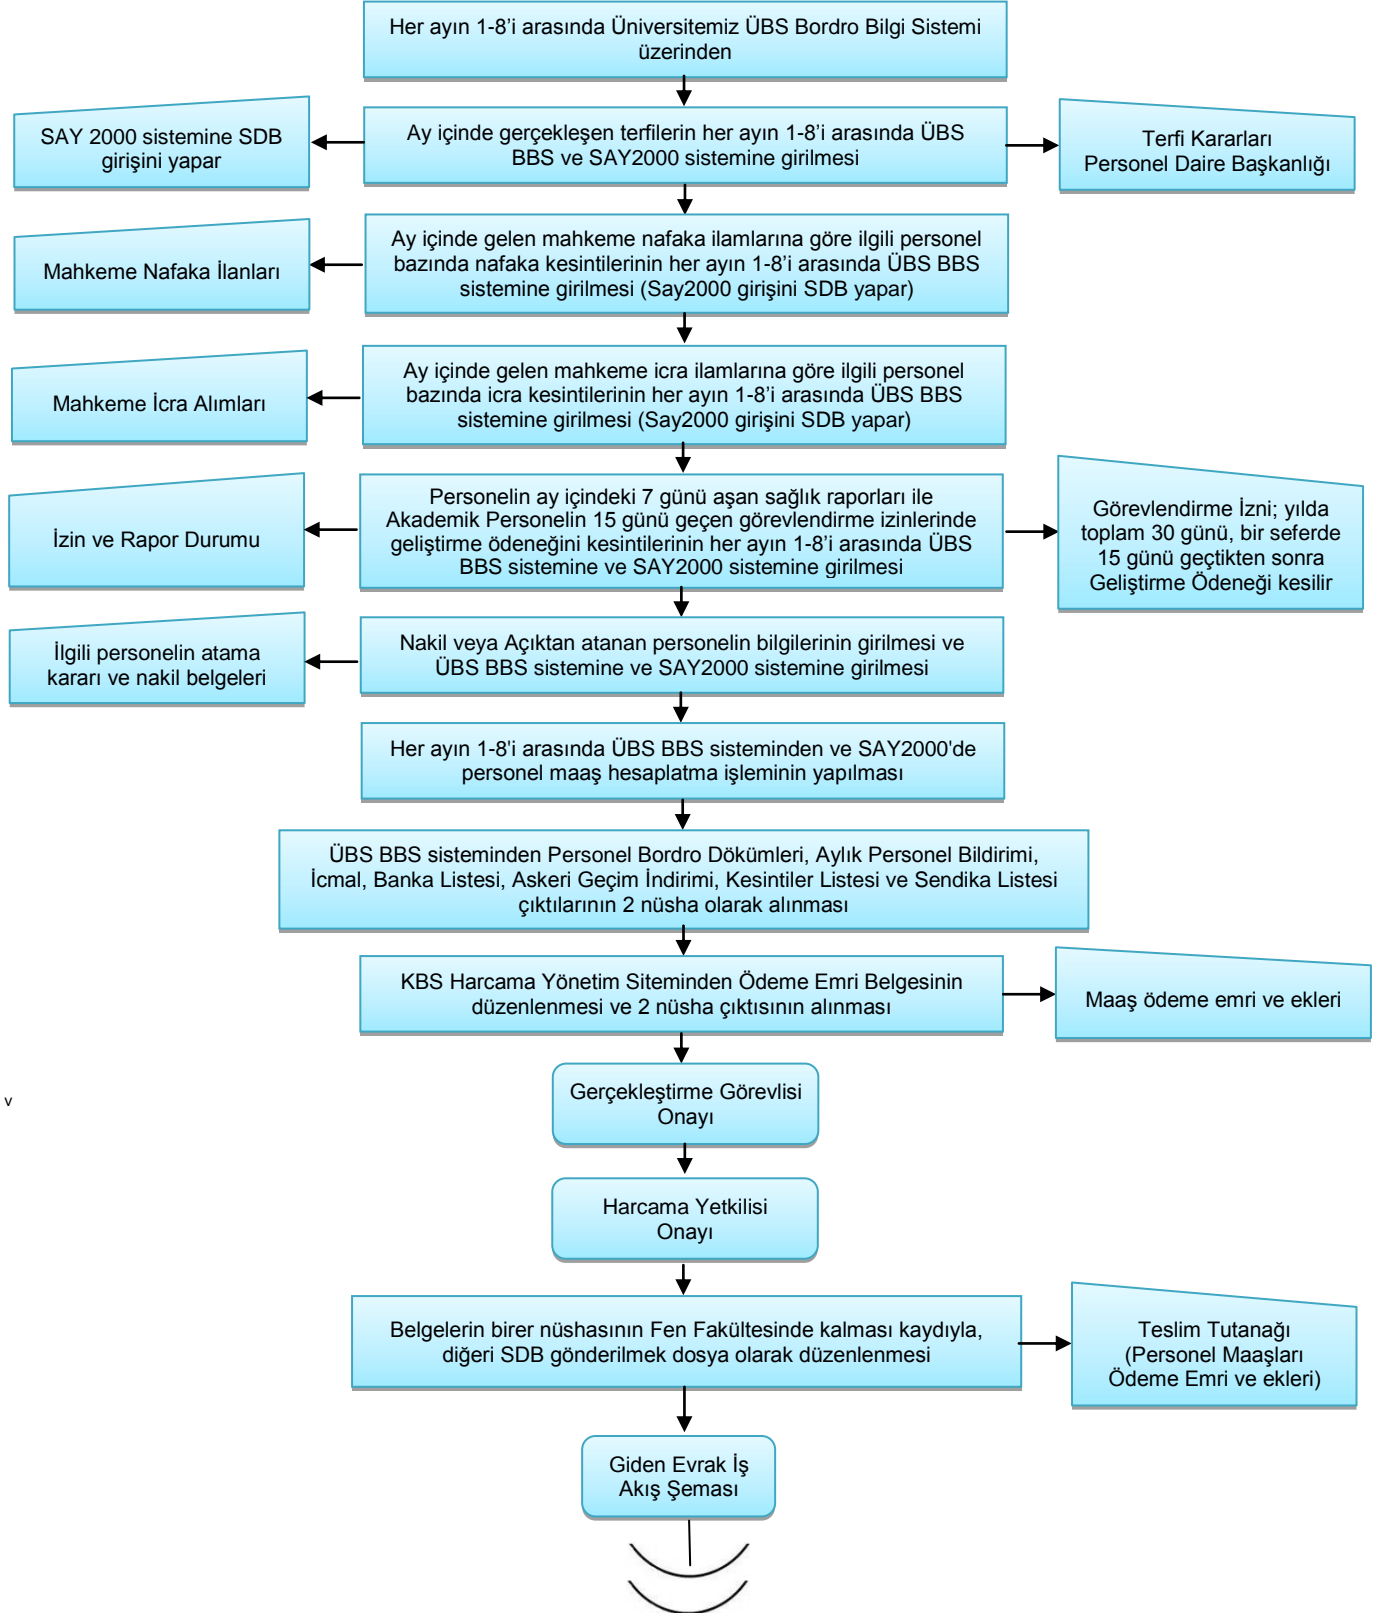 Her ayın 1-8’i arasında Üniversitemiz ÜBS Bordro Bilgi Sistemi
üzerinden
SAY 2000 sistemine SDB
girişini yapar
Ay içinde gerçekleşen terfilerin her ayın 1-8’i arasında ÜBS
BBS ve SAY2000 sistemine girilmesi
Terfi Kararları
Personel Daire Başkanlığı
Mahkeme Nafaka İlanları
Ay içinde gelen mahkeme nafaka ilamlarına göre ilgili personel
bazında nafaka kesintilerinin her ayın 1-8’i arasında ÜBS BBS
sistemine girilmesi (Say2000 girişini SDB yapar)
Mahkeme İcra Alımları
Ay içinde gelen mahkeme icra ilamlarına göre ilgili personel
bazında icra kesintilerinin her ayın 1-8’i arasında ÜBS BBS
sistemine girilmesi (Say2000 girişini SDB yapar)
İzin ve Rapor Durumu
Personelin ay içindeki 7 günü aşan sağlık raporları ile
Akademik Personelin 15 günü geçen görevlendirme izinlerinde
geliştirme ödeneğini kesintilerinin her ayın 1-8’i arasında ÜBS
BBS sistemine ve SAY2000 sistemine girilmesi
Görevlendirme İzni; yılda
toplam 30 günü, bir seferde
15 günü geçtikten sonra
Geliştirme Ödeneği kesilir
İlgili personelin atama
kararı ve nakil belgeleri
Nakil veya Açıktan atanan personelin bilgilerinin girilmesi ve
ÜBS BBS sistemine ve SAY2000 sistemine girilmesi
Her ayın 1-8'i arasında ÜBS BBS sisteminden ve SAY2000'de
personel maaş hesaplatma işleminin yapılması
ÜBS BBS sisteminden Personel Bordro Dökümleri, Aylık Personel Bildirimi,
İcmal, Banka Listesi, Askeri Geçim İndirimi, Kesintiler Listesi ve Sendika Listesi
çıktılarının 2 nüsha olarak alınması
KBS Harcama Yönetim Siteminden Ödeme Emri Belgesinin
düzenlenmesi ve 2 nüsha çıktısının alınması
Maaş ödeme emri ve ekleri
Gerçekleştirme Görevlisi
Onayı
v
Harcama Yetkilisi
Onayı
Belgelerin birer nüshasının Fen Fakültesinde kalması kaydıyla,
diğeri SDB gönderilmek dosya olarak düzenlenmesi
Teslim Tutanağı
(Personel Maaşları
Ödeme Emri ve ekleri)
Giden Evrak İş
Akış Şeması